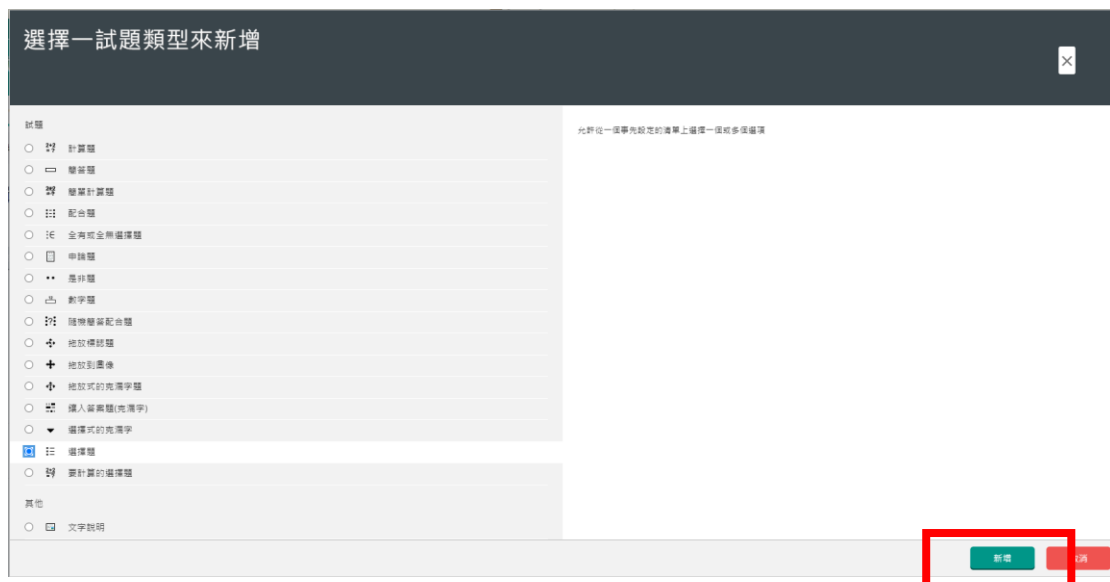 選擇一試題類型來新增
試題
允許從一個事先設定的清單上選擇一個或多個選項
計算題
簡答題
簡單計算題
配合題
全有或全無選擇題
申論題
是非題
數字題
隨機簡答配合題
拖放標誌題
拖放到圖像
拖放式的克漏字題
鑲入答案題(克漏字)
選擇式的克漏字
選擇題
要計算的選擇題
其他
文字說明
新增
取消